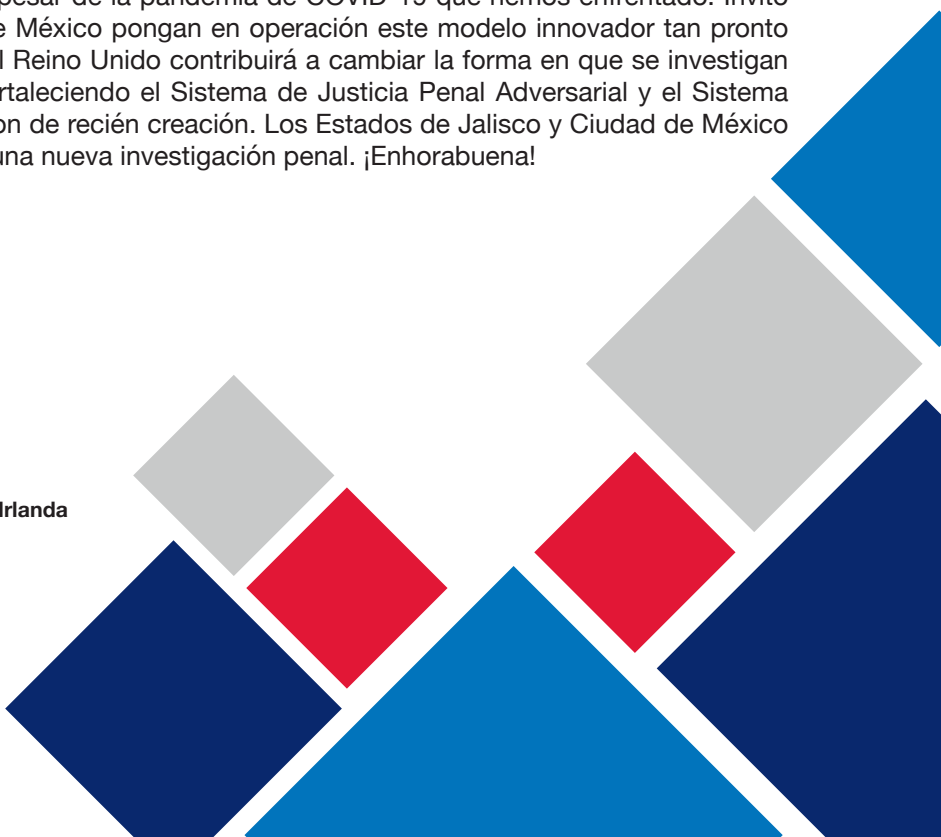 pesar de la pandemia de COVID-19 que hemos enfrentado. Invito
México pongan en operación este modelo innovador tan pronto
Reino Unido contribuirá a cambiar la forma en que se investigan
rtaleciendo el Sistema de Justicia Penal Adversarial y el Sistema
on de recién creación. Los Estados de Jalisco y Ciudad de México
una nueva investigación penal. ¡Enhorabuena!
Irlanda